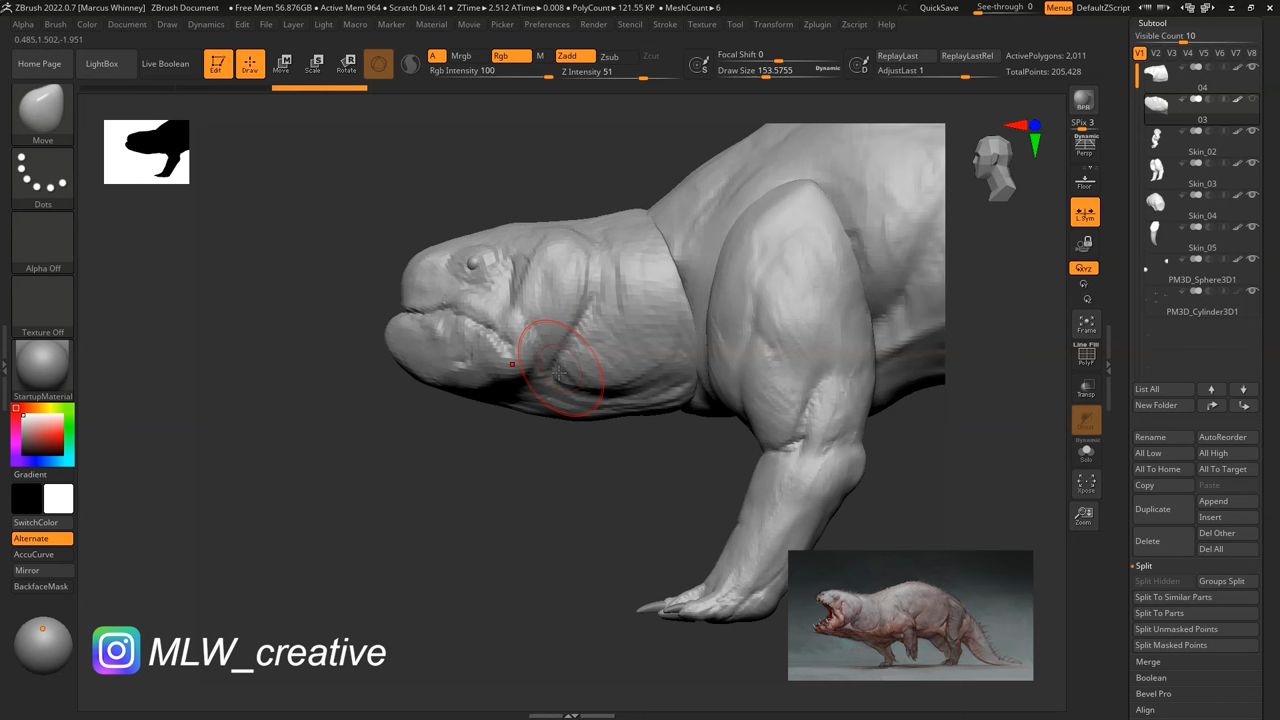 ZBrush 2022.0.7 [Marcus Whinney]   ZBrush Document   • Free Mem 56.876GB • Active Mem 964 • Scratch Disk 41 • ZTime▸2.512 ATime▸0.008 • PolyCount▸121.55 KP • MeshCount▸6   AC   QuickSave   See-through 0   Menus   DefaultZScript
Alpha Brush Color Document Draw Dynamics Edit File Layer Light Macro Marker Material Movie Picker Preferences Render Stencil Stroke Texture Tool Transform Zplugin Zscript Help
0.485,1.502,-1.951
Home Page LightBox Live Boolean Edit Draw Move Scale Rotate
A Mrgb Rgb M Zadd Zsub Zcut
Rgb Intensity 100 Z Intensity 51
Focal Shift 0
Draw Size 153.5755 Dynamic
S
D
ReplayLast ReplayLastRel ActivePolygons: 2,011
AdjustLast 1 TotalPoints: 205,428
Move
Dots
Alpha Off
Texture Off
StartupMaterial
Gradient
SwitchColor
Alternate
AccuCurve
Mirror
BackfaceMask
MLW_creative
BPR
SPix 3
Dynamic
Persp
Floor
L.Sym
XYZ
Frame
Line Fill
PolyF
Transp
Ghost
Dynamic
Solo
Xpose
Zoom
Subtool
Visible Count 10
V1 V2 V3 V4 V5 V6 V7 V8
04
03
Skin_02
Skin_03
Skin_04
Skin_05
PM3D_Sphere3D1
PM3D_Cylinder3D1
List All
New Folder
Rename AutoReorder
All Low All High
All To Home All To Target
Copy Paste
Duplicate Append
Insert
Delete Del Other
Del All
Split
Split Hidden Groups Split
Split To Similar Parts
Split To Parts
Split Unmasked Points
Split Masked Points
Merge
Boolean
Bevel Pro
Align